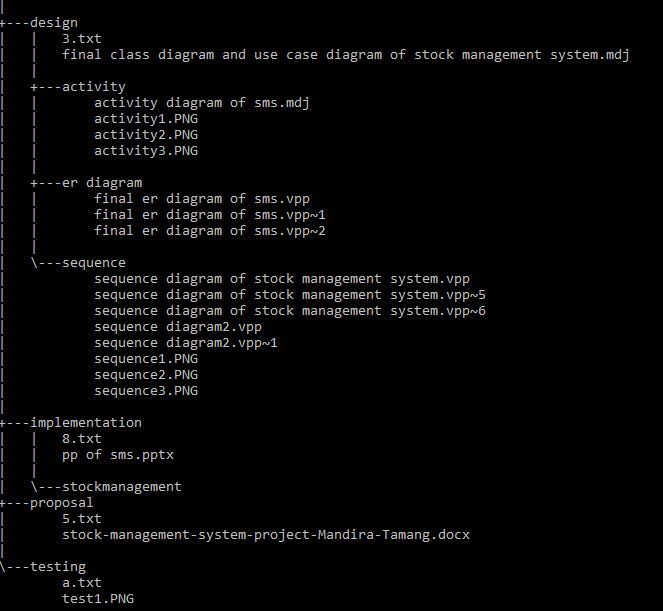 |
+---design
|   |   3.txt
|   |   final class diagram and use case diagram of stock management system.mdj
|   |
|   +---activity
|   |       activity diagram of sms.mdj
|   |       activity1.PNG
|   |       activity2.PNG
|   |       activity3.PNG
|   |
|   +---er diagram
|   |       final er diagram of sms.vpp
|   |       final er diagram of sms.vpp~1
|   |       final er diagram of sms.vpp~2
|   |
|   \---sequence
|           sequence diagram of stock management system.vpp
|           sequence diagram of stock management system.vpp~5
|           sequence diagram of stock management system.vpp~6
|           sequence diagram2.vpp
|           sequence diagram2.vpp~1
|           sequence1.PNG
|           sequence2.PNG
|           sequence3.PNG
|
+---implementation
|   |   8.txt
|   |   pp of sms.pptx
|   |
|   \---stockmanagement
+---proposal
|       5.txt
|       stock-management-system-project-Mandira-Tamang.docx
|
\---testing
        a.txt
        test1.PNG